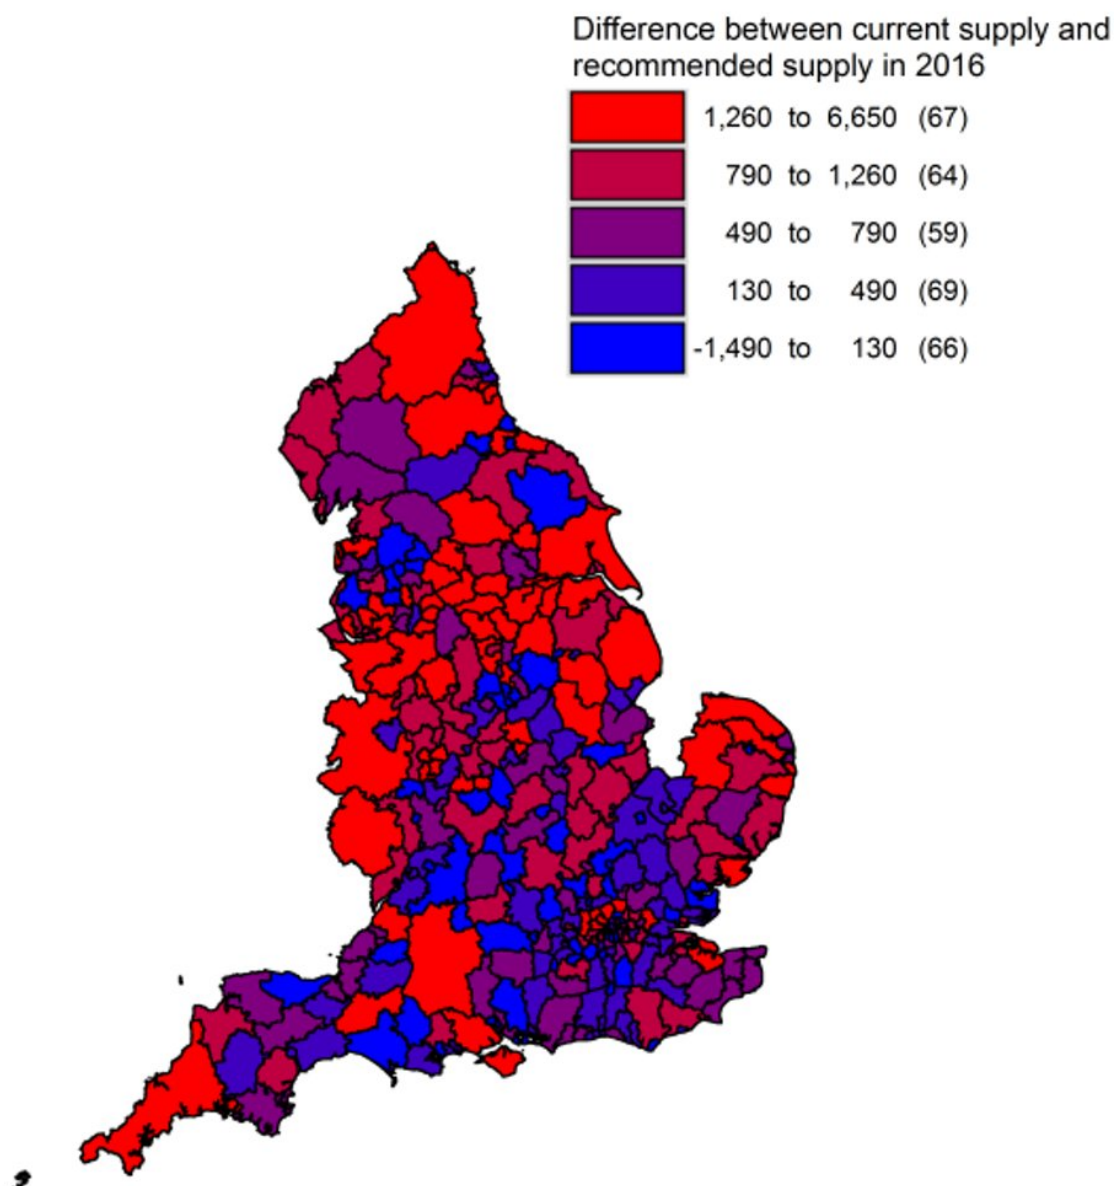 Difference between current supply and
recommended supply in 2016
1,260 to 6,650 (67)
790 to 1,260 (64)
490 to 790 (59)
130 to 490 (69)
-1,490 to 130 (66)